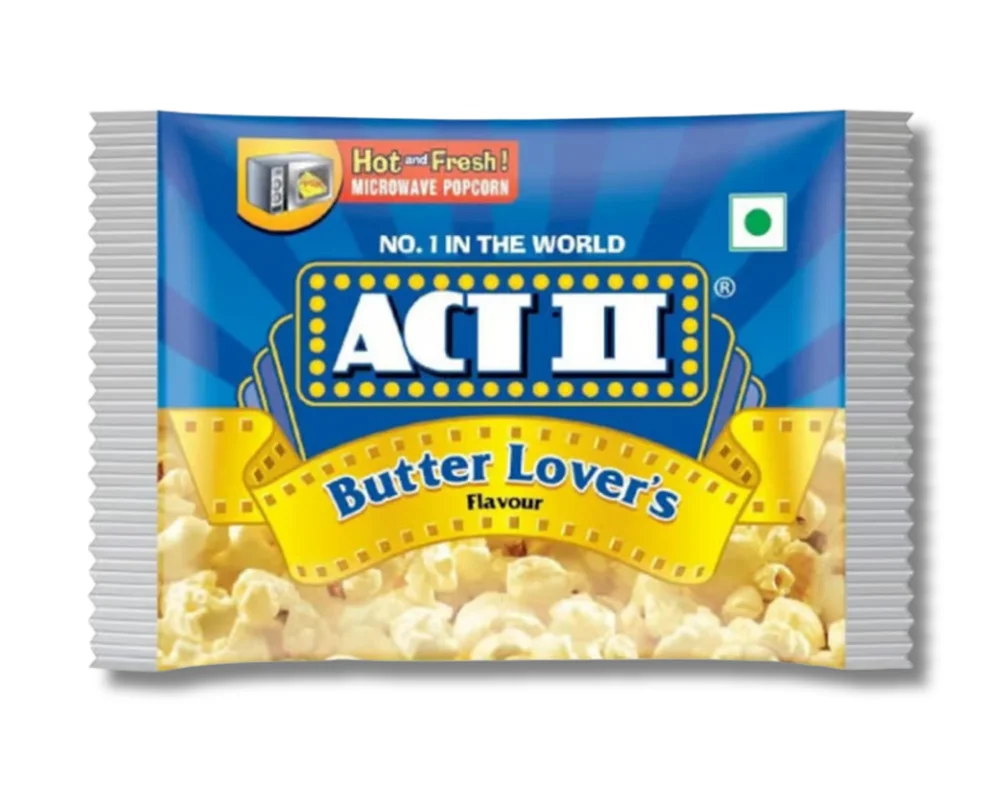 Hot and Fresh!
MICROWAVE POPCORN
NO. 1 IN THE WORLD
ACT II ®
Butter Lover's
Flavour